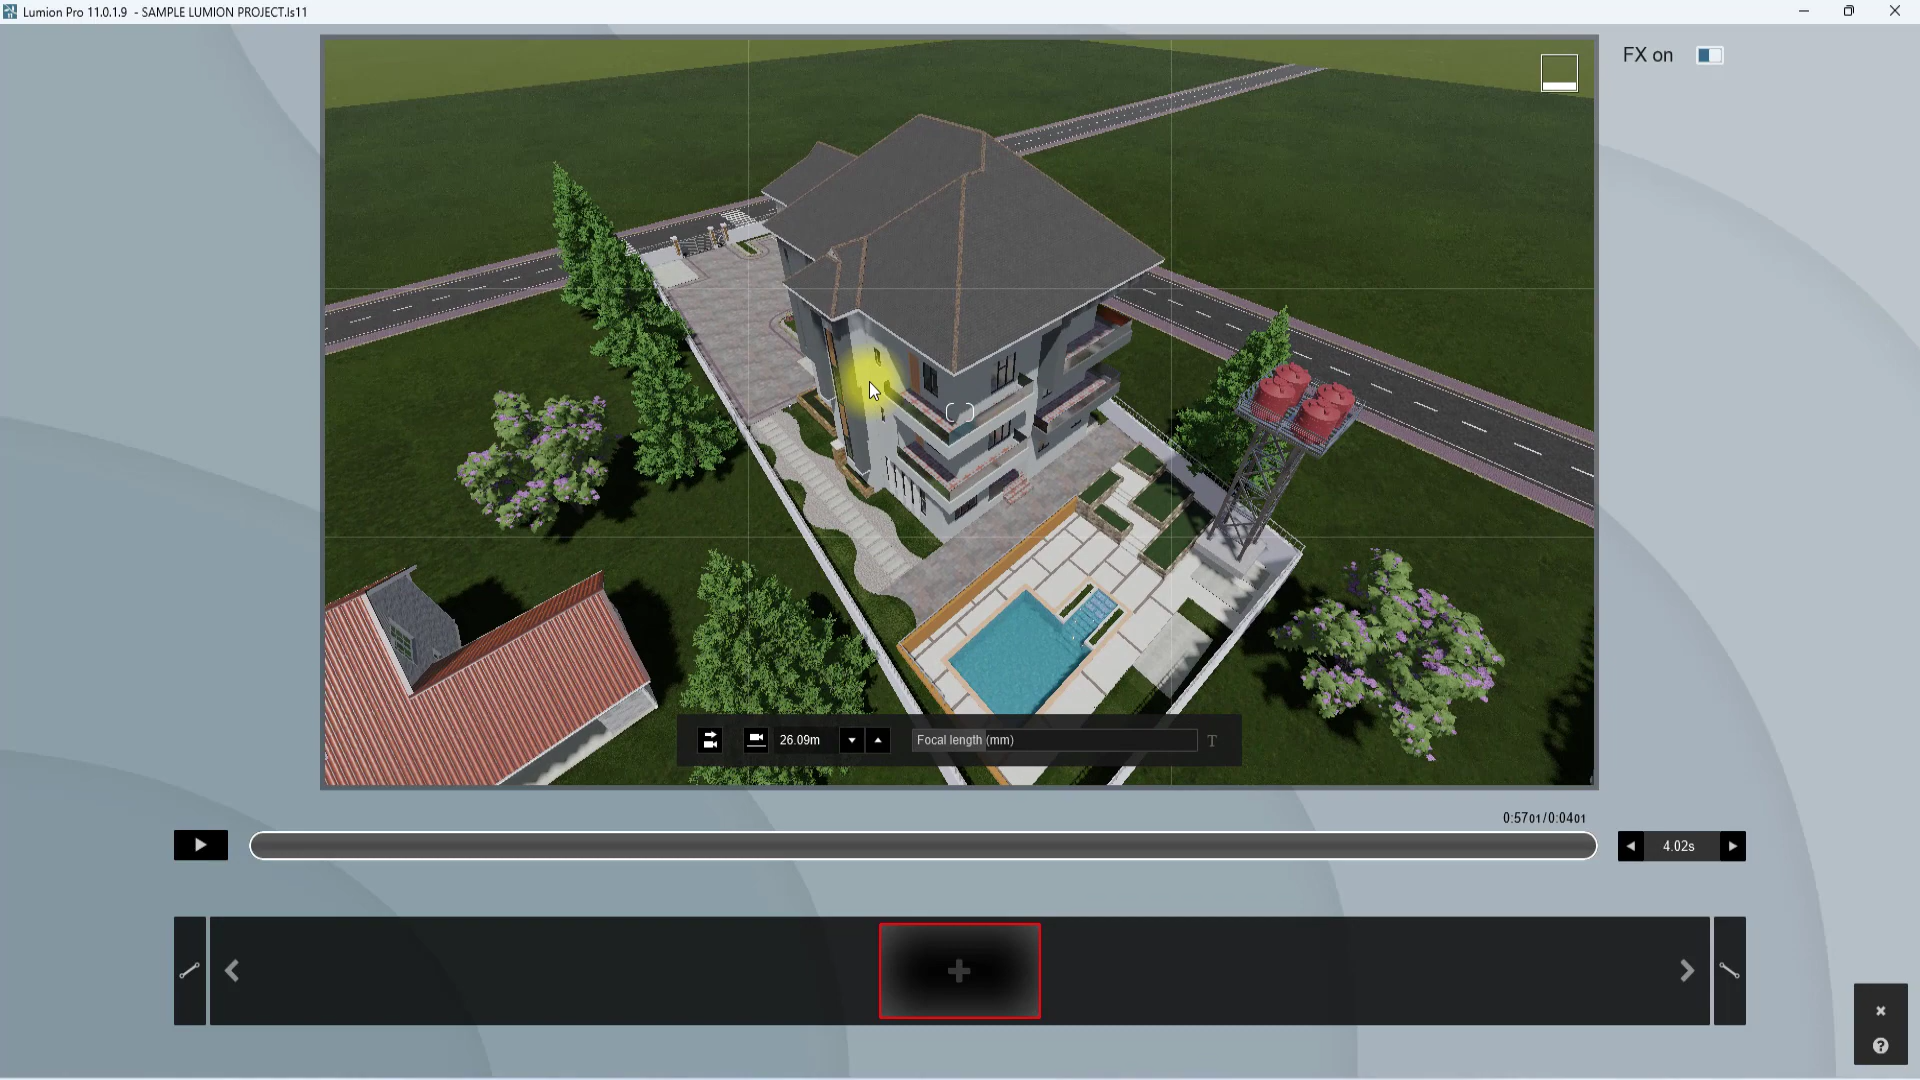 Lumion Pro 11.0.1.9 - SAMPLE LUMION PROJECT.ls11
FX on
26.09m
Focal length (mm)
T
0:5701/0:0401
4.02s